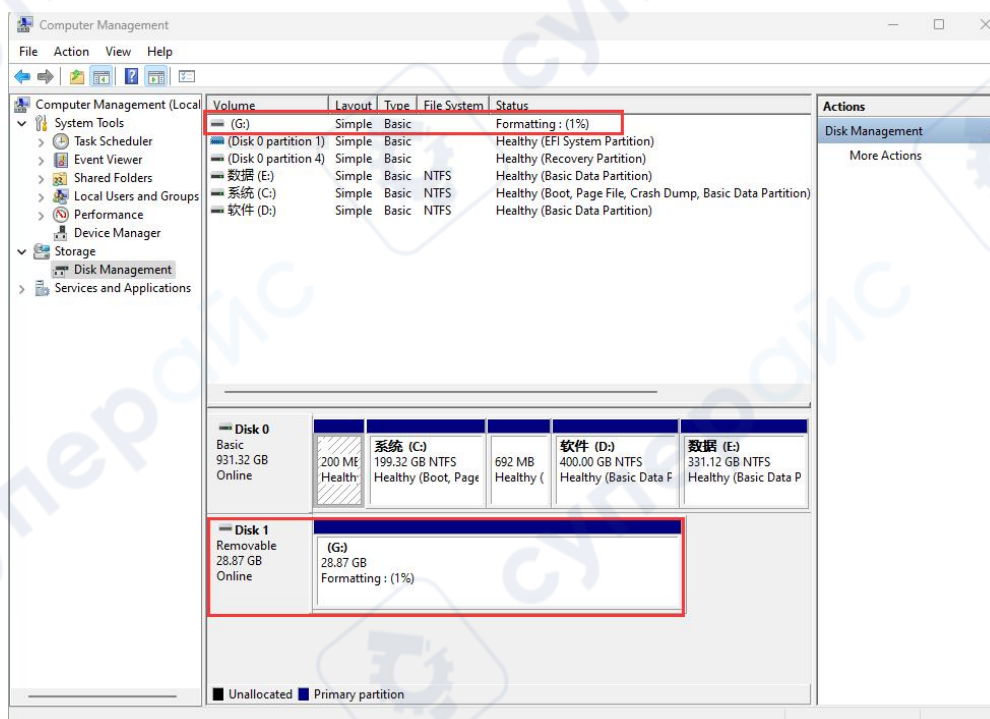 Computer Management
File Action View Help
Computer Management (Local
System Tools
Task Scheduler
Event Viewer
Shared Folders
Local Users and Groups
Performance
Device Manager
Storage
Disk Management
Services and Applications
Volume Layout Type File System Status
(G:) Simple Basic Formatting : (1%)
(Disk 0 partition 1) Simple Basic Healthy (EFI System Partition)
(Disk 0 partition 4) Simple Basic Healthy (Recovery Partition)
数据 (E:) Simple Basic NTFS Healthy (Basic Data Partition)
系统 (C:) Simple Basic NTFS Healthy (Boot, Page File, Crash Dump, Basic Data Partition)
软件 (D:) Simple Basic NTFS Healthy (Basic Data Partition)
Disk 0
Basic
931.32 GB
Online
200 ME
Health
系统 (C:)
199.32 GB NTFS
Healthy (Boot, Page
692 MB
Healthy (
软件 (D:)
400.00 GB NTFS
Healthy (Basic Data F
数据 (E:)
331.12 GB NTFS
Healthy (Basic Data P
Disk 1
Removable
28.87 GB
Online
(G:)
28.87 GB
Formatting : (1%)
Unallocated Primary partition
Actions
Disk Management
More Actions